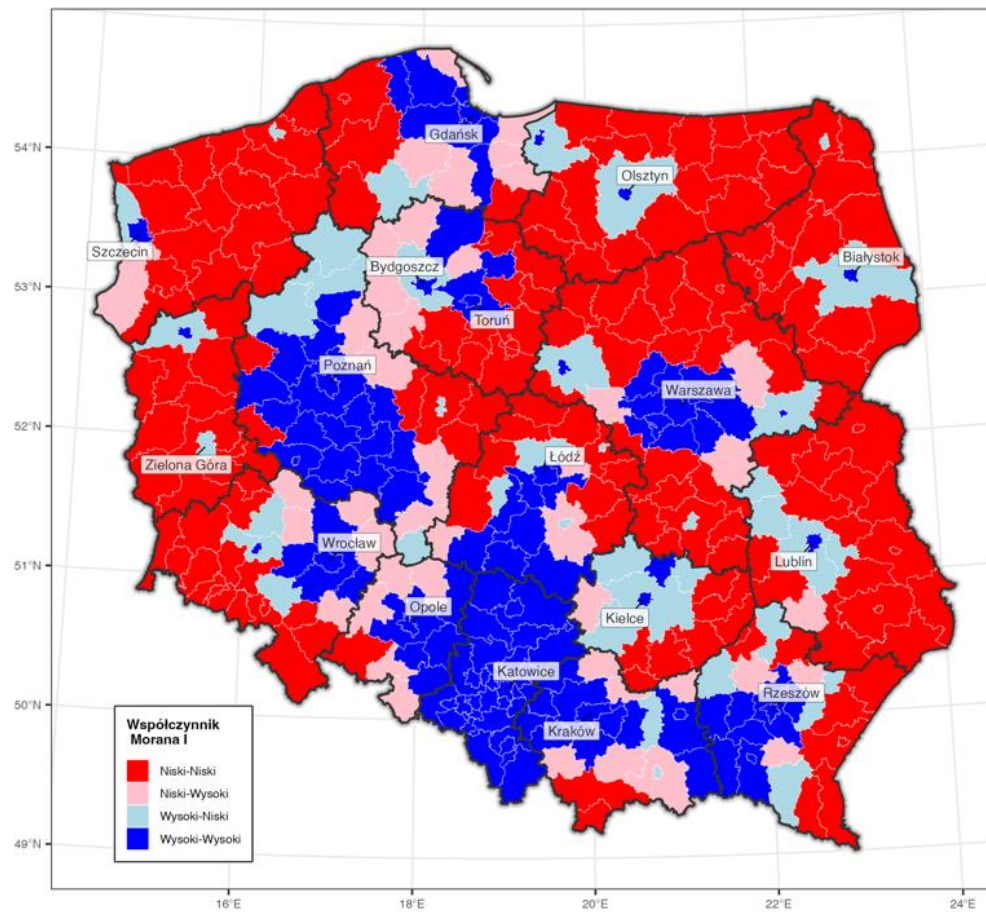 54°N
53°N
52°N
51°N
50°N
49°N
Gdańsk
Olsztyn
Szczecin
Bydgoszcz
Białystok
Toruń
Poznań
Warszawa
Zielona Góra
Łódź
Wrocław
Lublin
Opole
Kielce
Katowice
Rzeszów
Kraków
Współczynnik
Morana I
Niski-Niski
Niski-Wysoki
Wysoki-Niski
Wysoki-Wysoki
16°E
18°E
20°E
22°E
24°E